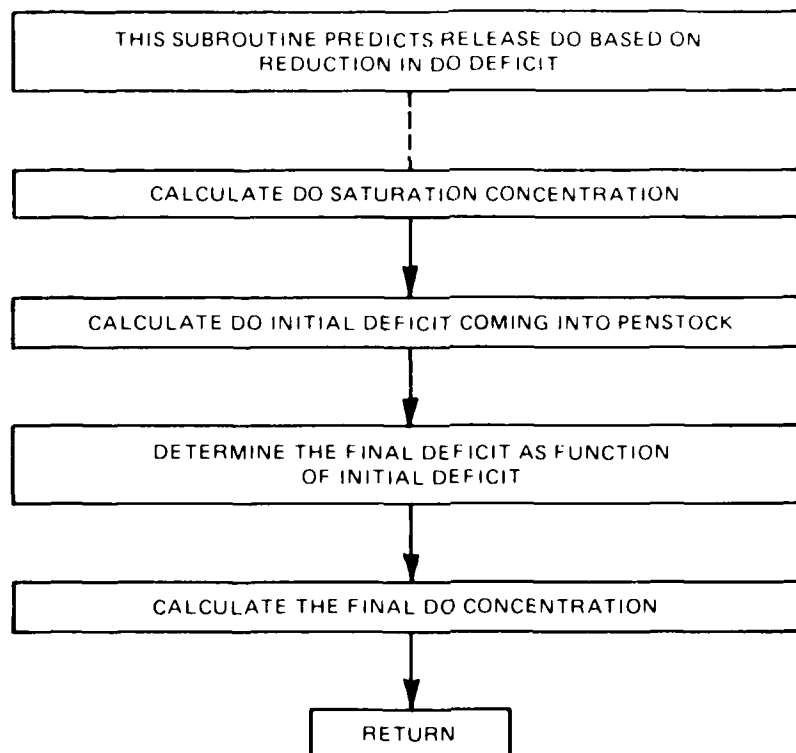 THIS SUBROUTINE PREDICTS RELEASE DO BASED ON
REDUCTION IN DO DEFICIT
CALCULATE DO SATURATION CONCENTRATION
CALCULATE DO INITIAL DEFICIT COMING INTO PENSTOCK
DETERMINE THE FINAL DEFICIT AS FUNCTION
OF INITIAL DEFICIT
CALCULATE THE FINAL DO CONCENTRATION
RETURN